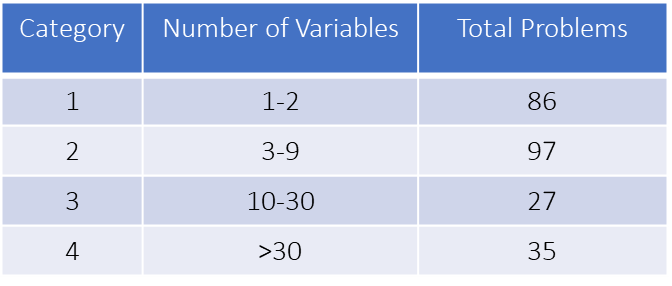 Category Number of Variables Total Problems
1 1-2 86
2 3-9 97
3 10-30 27
4 >30 35